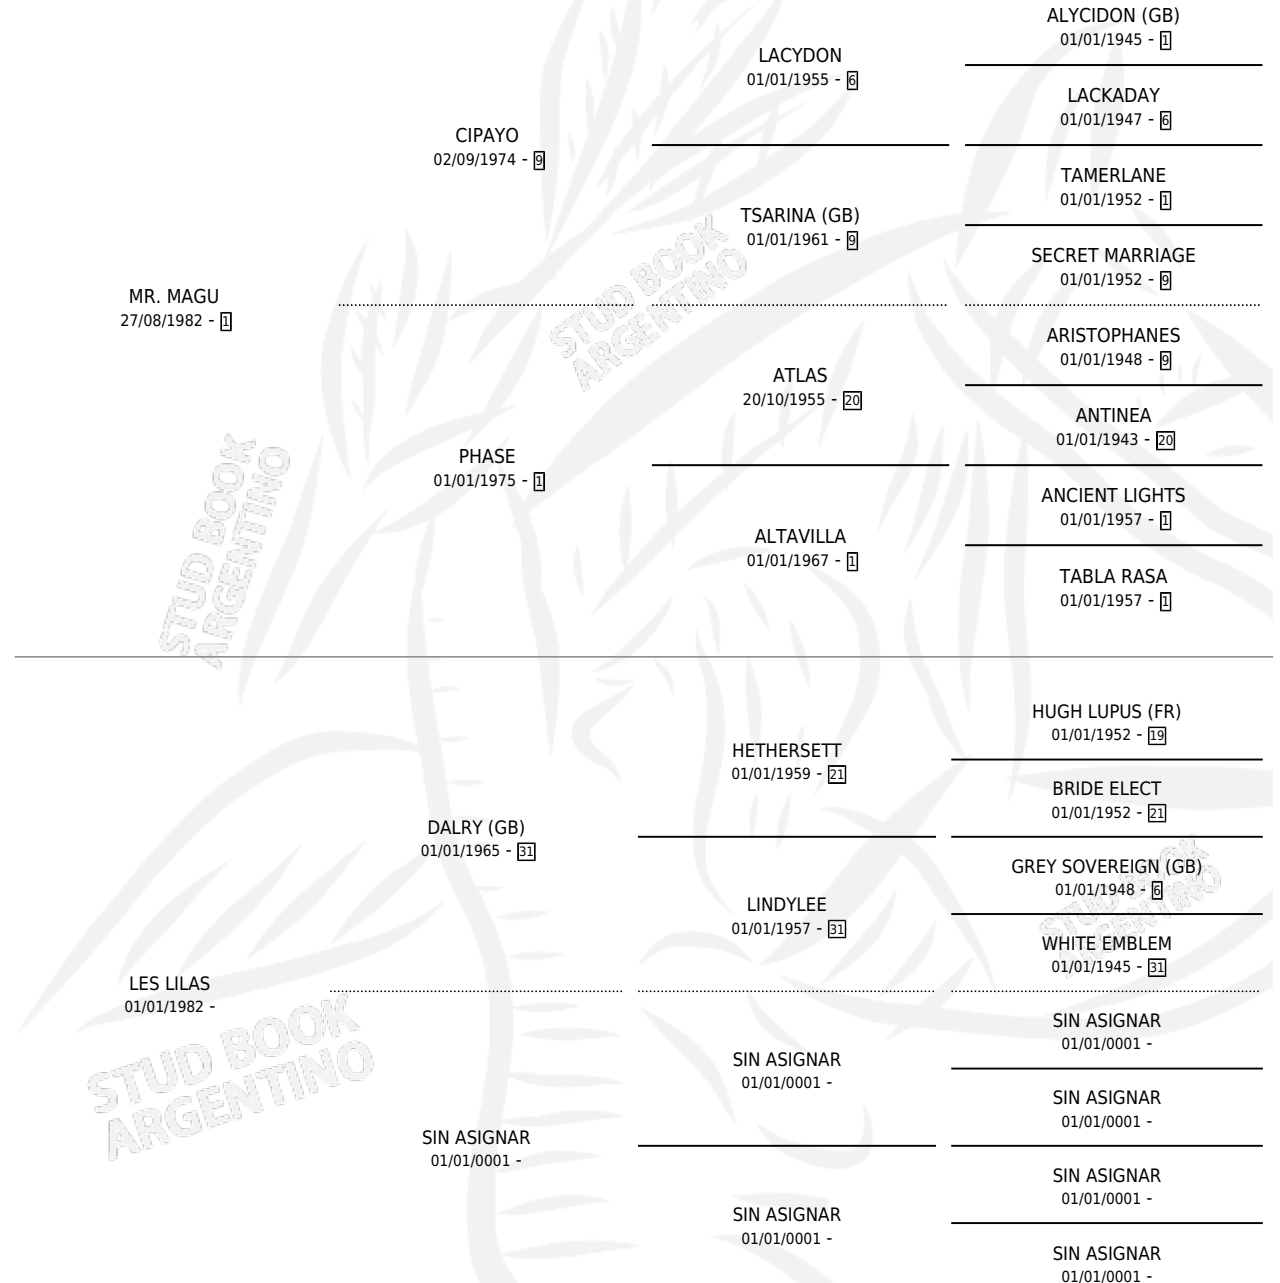 ALYCIDON (GB)
01/01/1945 - 1
LACYDON
01/01/1955 - 6
LACKADAY
01/01/1947 - 6
CIPAYO
02/09/1974 - 9
TAMERLANE
01/01/1952 - 1
TSARINA (GB)
01/01/1961 - 9
SECRET MARRIAGE
01/01/1952 - 9
MR. MAGU
27/08/1982 - 1
ARISTOPHANES
01/01/1948 - 9
ATLAS
20/10/1955 - 20
ANTINEA
01/01/1943 - 20
PHASE
01/01/1975 - 1
ANCIENT LIGHTS
01/01/1957 - 1
ALTAVILLA
01/01/1967 - 1
TABLA RASA
01/01/1957 - 1
HUGH LUPUS (FR)
01/01/1952 - 19
HETHERSETT
01/01/1959 - 21
BRIDE ELECT
01/01/1952 - 21
DALRY (GB)
01/01/1965 - 31
GREY SOVEREIGN (GB)
01/01/1948 - 6
LINDYLEE
01/01/1957 - 31
WHITE EMBLEM
01/01/1945 - 31
LES LILAS
01/01/1982 -
SIN ASIGNAR
01/01/0001 -
SIN ASIGNAR
01/01/0001 -
SIN ASIGNAR
01/01/0001 -
SIN ASIGNAR
01/01/0001 -
SIN ASIGNAR
01/01/0001 -
SIN ASIGNAR
01/01/0001 -
SIN ASIGNAR
01/01/0001 -
STUD BOOK
ARGENTINO
STUD BOOK
ARGENTINO
STUD BOOK
ARGENTINO
STUD BOOK
ARGENTINO